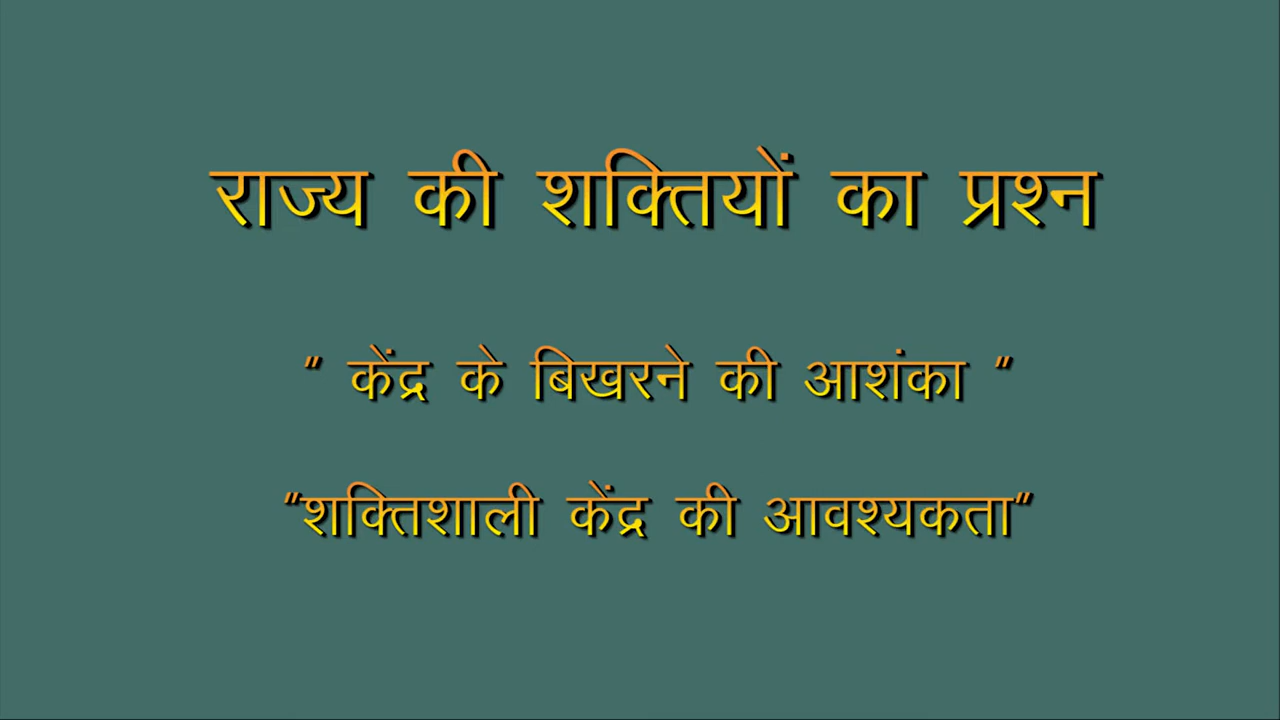 राज्य की शक्तियों का प्रश्न
" केंद्र के बिखरने की आशंका "
"शक्तिशाली केंद्र की आवश्यकता"